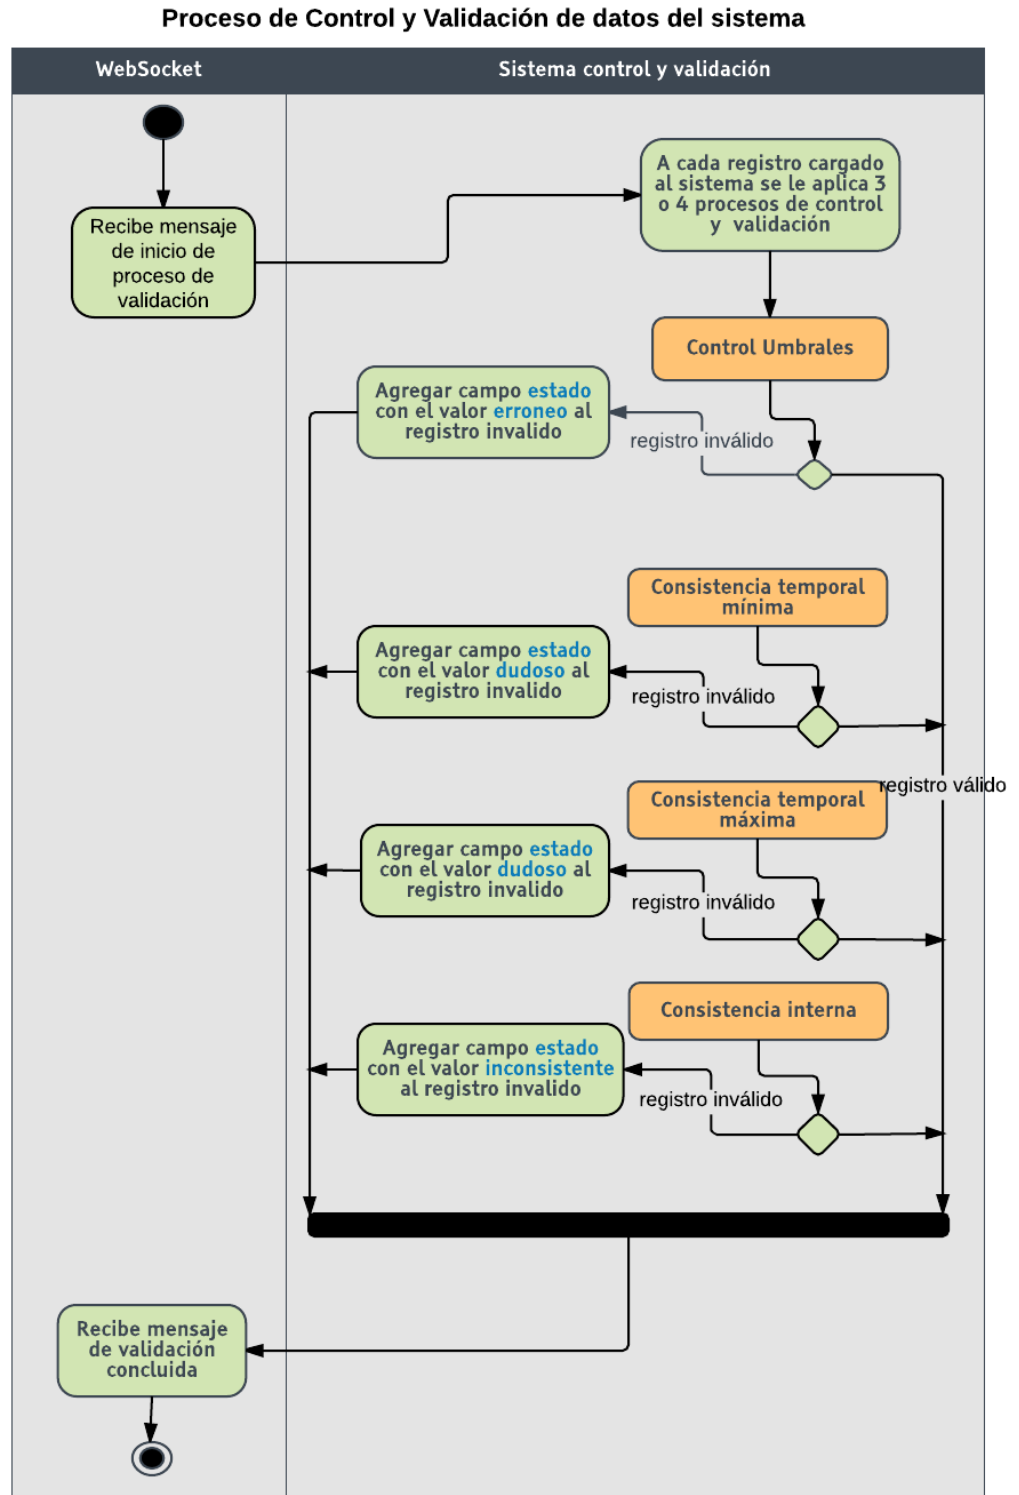 Proceso de Control y Validación de datos del sistema
WebSocket
Sistema control y validación
A cada registro cargado
al sistema se le aplica 3
o 4 procesos de control
y validación
Recibe mensaje
de inicio de
proceso de
validación
Control Umbrales
Agregar campo estado
con el valor erroneo al
registro invalido
registro inválido
Consistencia temporal
mínima
Agregar campo estado
con el valor dudoso al
registro invalido
registro inválido
registro válido
Consistencia temporal
máxima
Agregar campo estado
con el valor dudoso al
registro invalido
registro inválido
Consistencia interna
Agregar campo estado
con el valor inconsistente
al registro invalido
registro inválido
Recibe mensaje
de validación
concluida